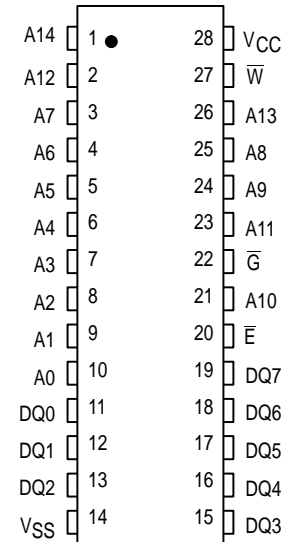 A14 1 28 VCC
A12 2 27 W̅
A7 3 26 A13
A6 4 25 A8
A5 5 24 A9
A4 6 23 A11
A3 7 22 G̅
A2 8 21 A10
A1 9 20 E̅
A0 10 19 DQ7
DQ0 11 18 DQ6
DQ1 12 17 DQ5
DQ2 13 16 DQ4
VSS 14 15 DQ3